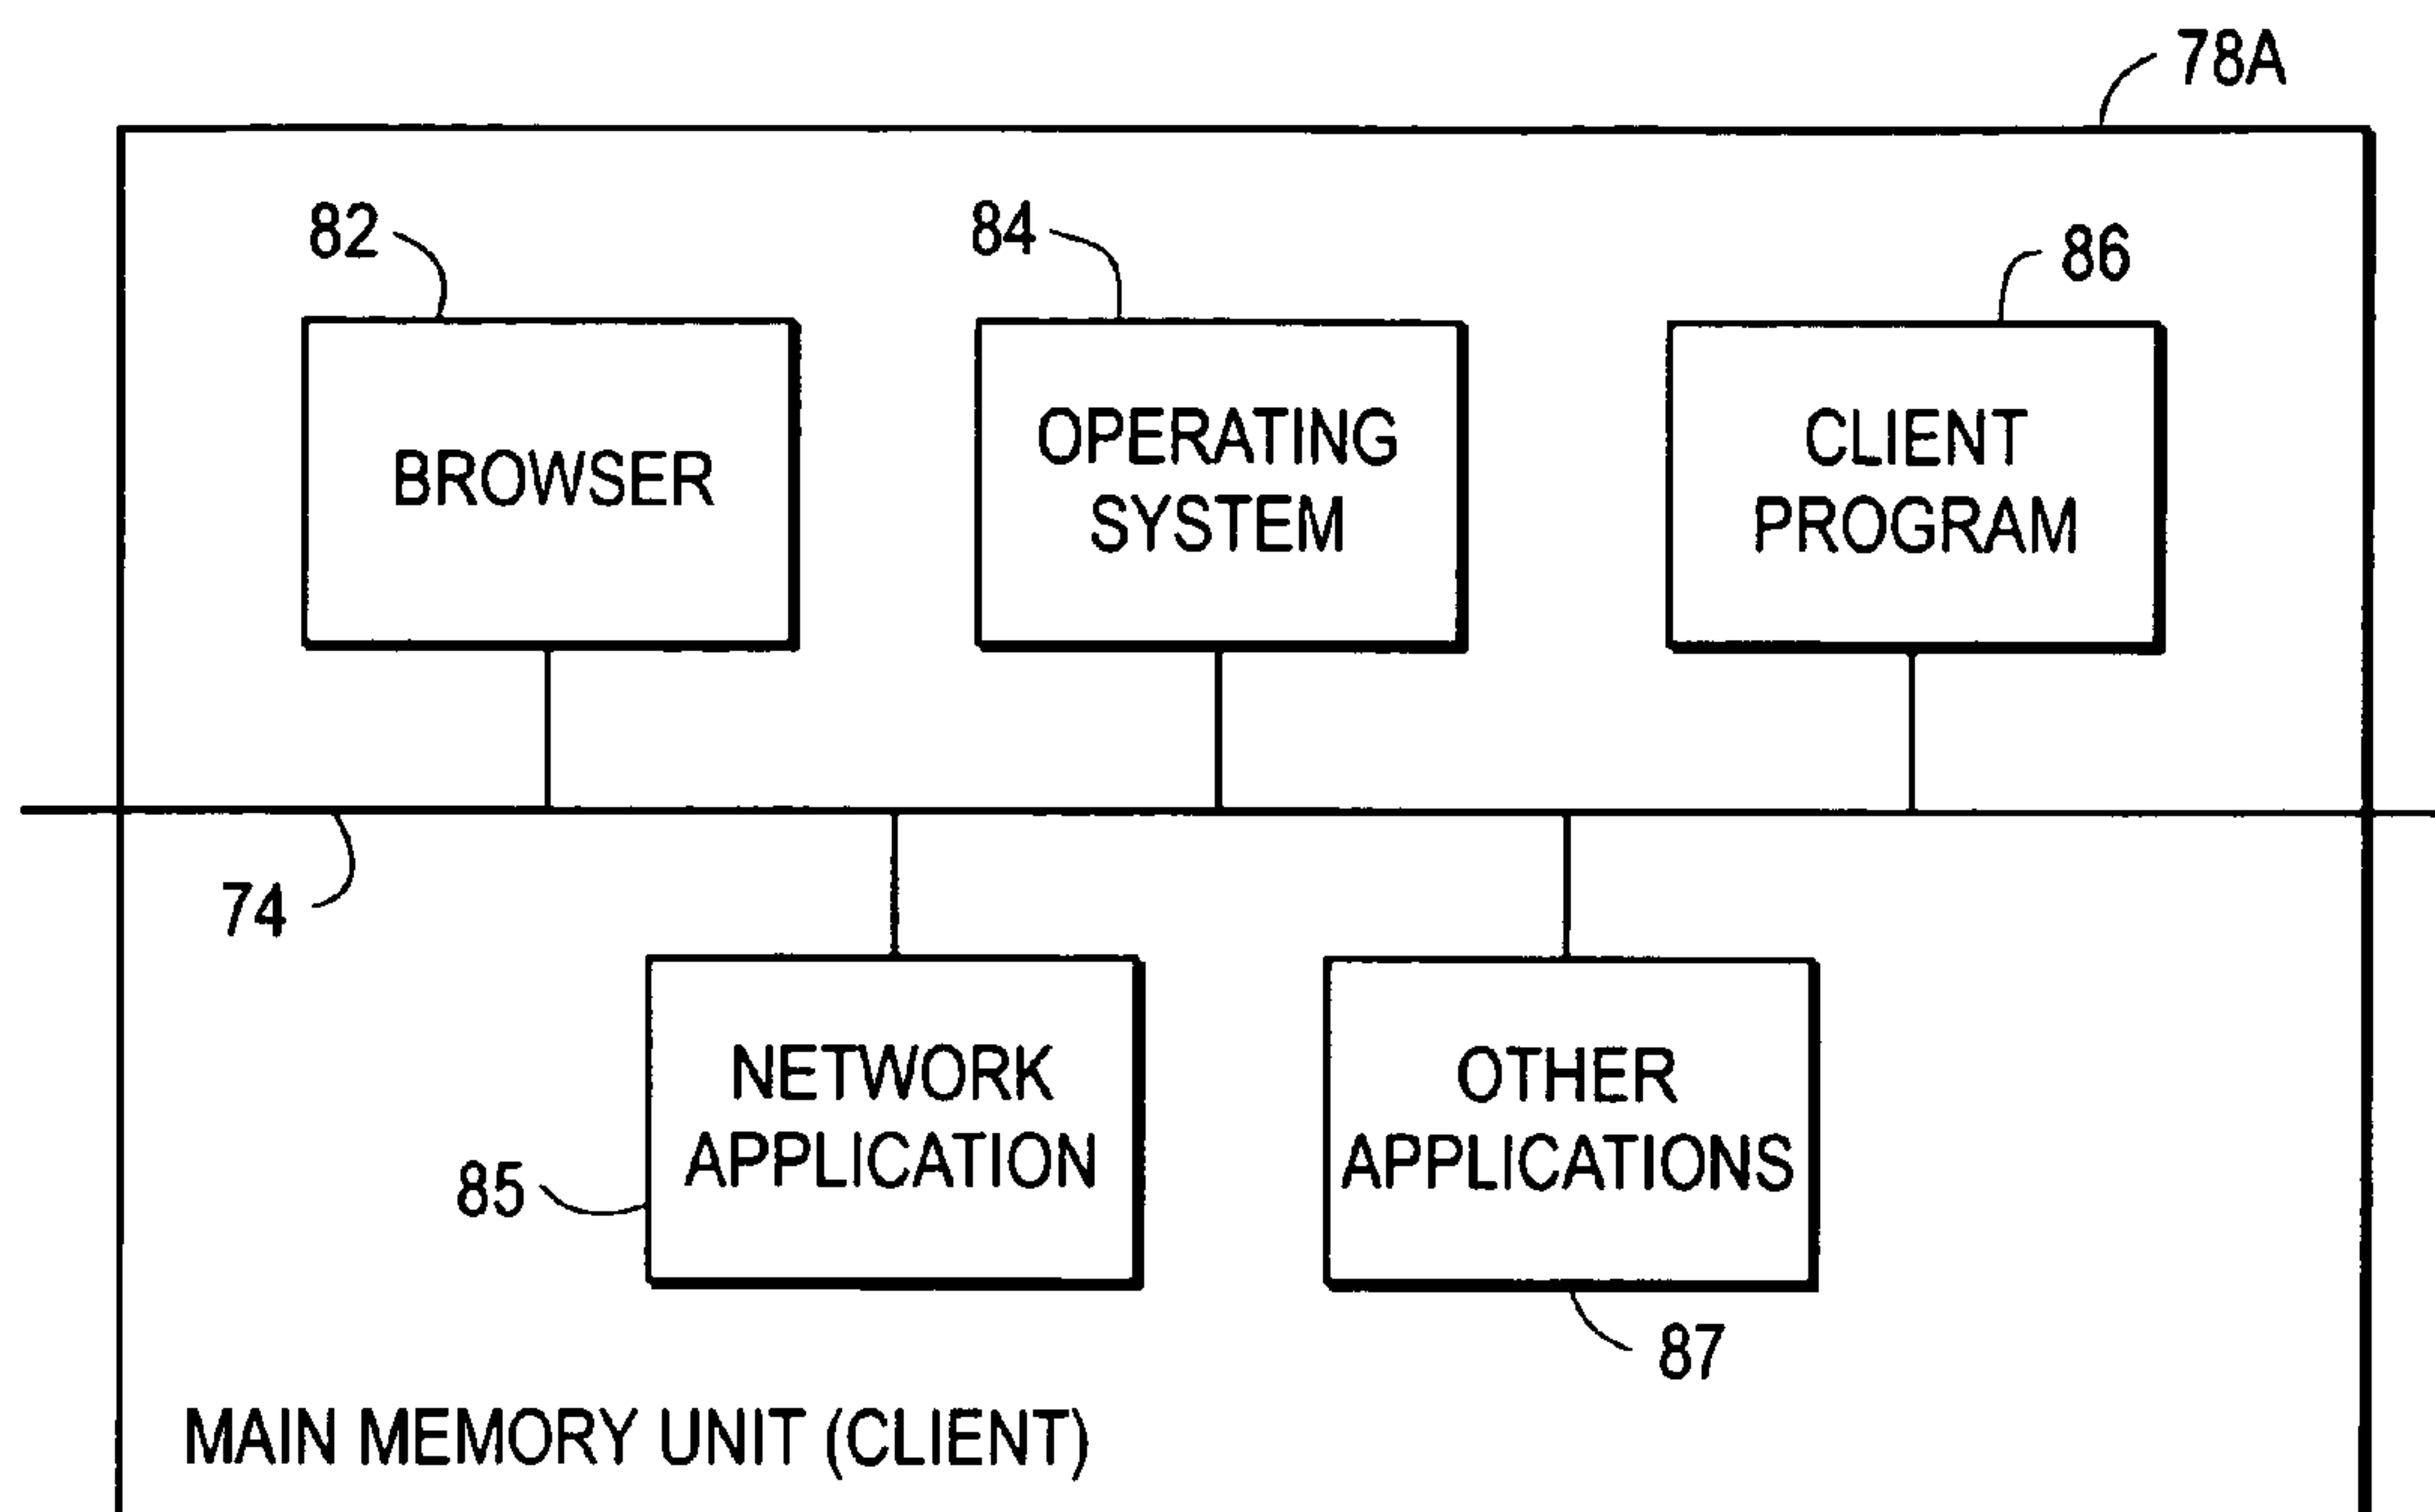 78A
82
84
86
BROWSER
OPERATING
SYSTEM
CLIENT
PROGRAM
74
NETWORK
APPLICATION
OTHER
APPLICATIONS
85
87
MAIN MEMORY UNIT (CLIENT)